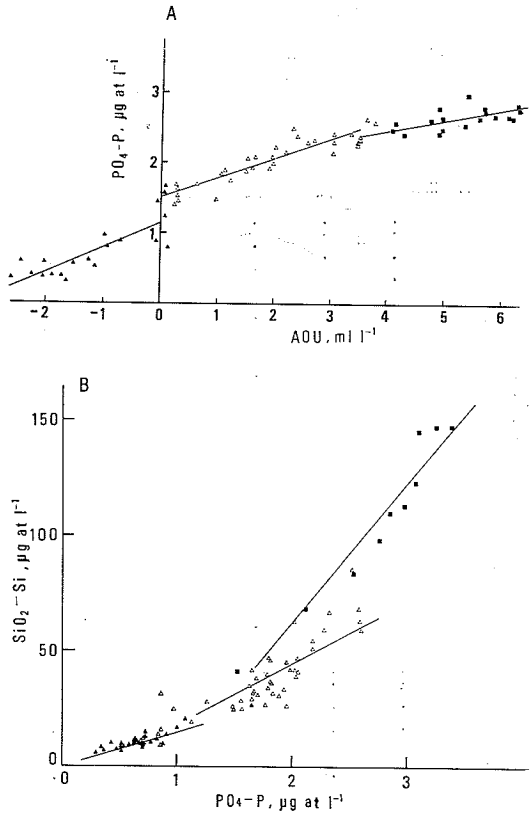 A
PO₄-P, µg at l⁻¹
3
2
1
-2 -1 0 1 2 3 4 5 6
AOU, ml l⁻¹
B
SiO₂-Si, µg at l⁻¹
150
100
50
0
0 1 2 3
PO₄-P, µg at l⁻¹